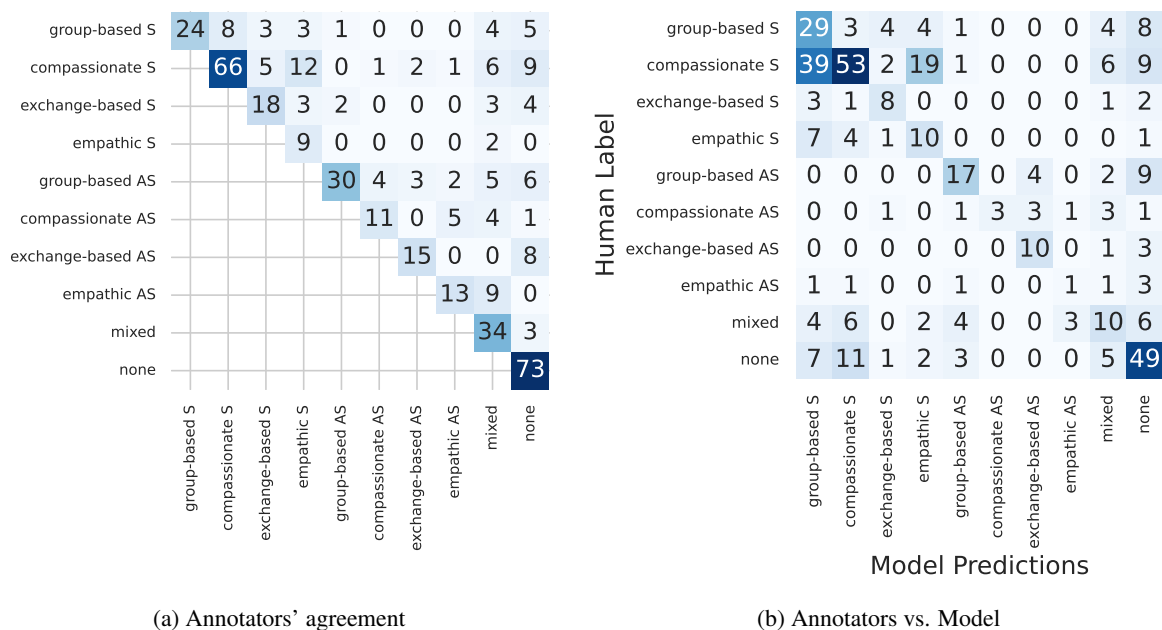 group-based S 24 8 3 3 1 0 0 0 4 5
compassionate S 66 5 12 0 1 2 1 6 9
exchange-based S 18 3 2 0 0 0 3 4
empathic S 9 0 0 0 0 2 0
group-based AS 30 4 3 2 5 6
compassionate AS 11 0 5 4 1
exchange-based AS 15 0 0 8
empathic AS 13 9 0
mixed 34 3
none 73
group-based S
compassionate S
exchange-based S
empathic S
group-based AS
compassionate AS
exchange-based AS
empathic AS
mixed
none
(a) Annotators' agreement
Human Label
group-based S 29 3 4 4 1 0 0 0 4 8
compassionate S 39 53 2 19 1 0 0 0 6 9
exchange-based S 3 1 8 0 0 0 0 0 1 2
empathic S 7 4 1 10 0 0 0 0 0 1
group-based AS 0 0 0 0 17 0 4 0 2 9
compassionate AS 0 0 1 0 1 3 3 1 3 1
exchange-based AS 0 0 0 0 0 0 10 0 1 3
empathic AS 1 1 0 0 1 0 0 1 1 3
mixed 4 6 0 2 4 0 0 3 10 6
none 7 11 1 2 3 0 0 0 5 49
group-based S
compassionate S
exchange-based S
empathic S
group-based AS
compassionate AS
exchange-based AS
empathic AS
mixed
none
Model Predictions
(b) Annotators vs. Model